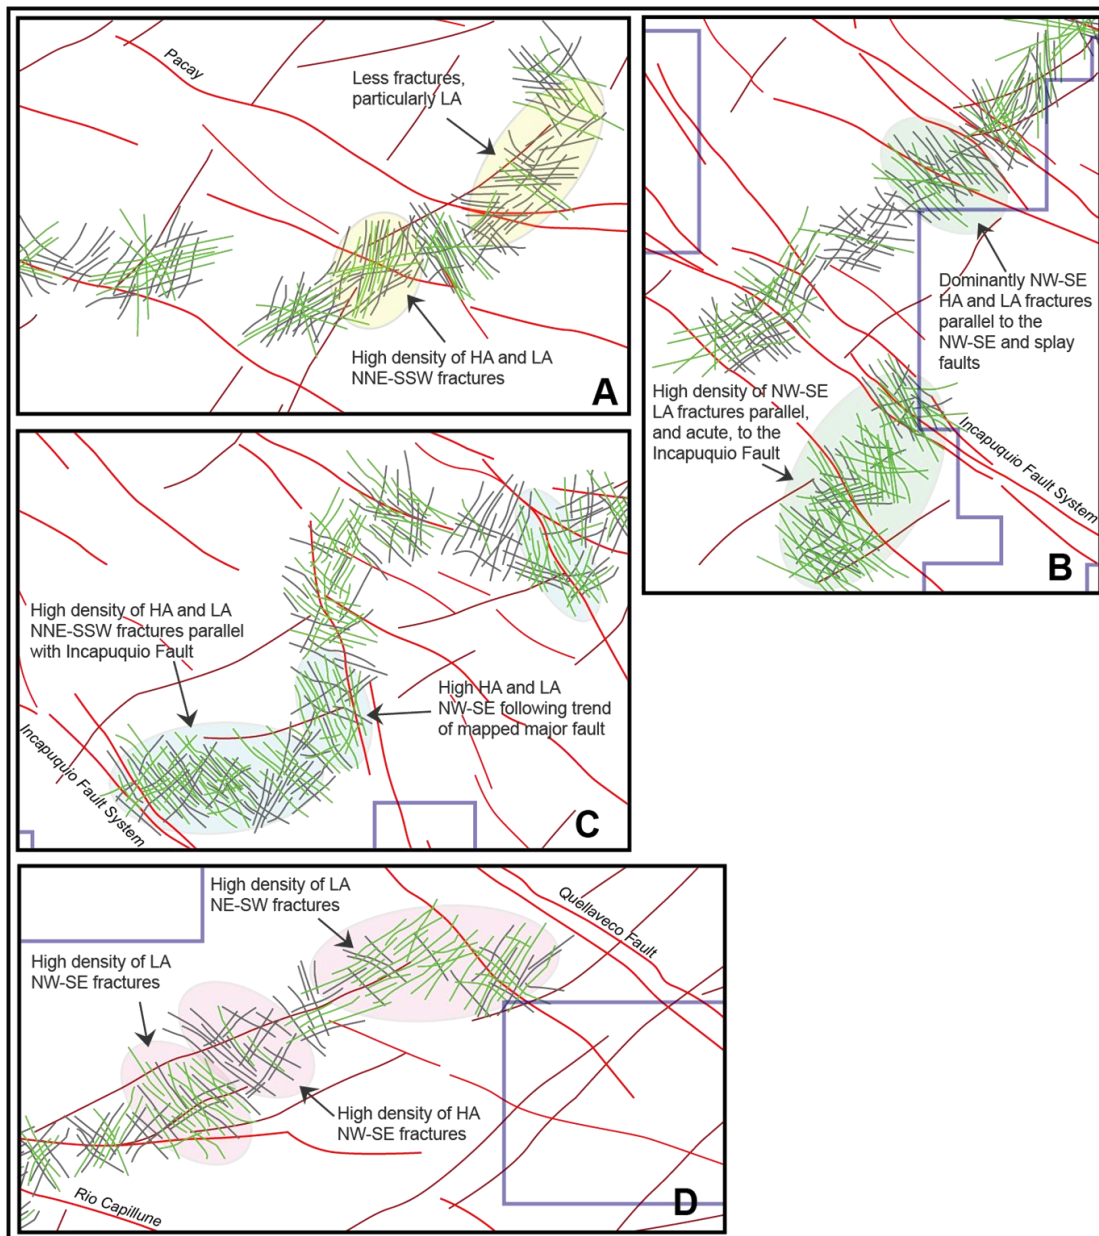 Pacay
Less fractures,
particularly LA
High density of HA and LA
NNE-SSW fractures
A
Dominantly NW-SE
HA and LA fractures
parallel to the
NW-SE and splay
faults
High density of NW-SE
LA fractures parallel,
and acute, to the
Incapuquio Fault
Incapuquio Fault System
B
High density of HA and LA
NNE-SSW fractures parallel
with Incapuquio Fault
High HA and LA
NW-SE following trend
of mapped major fault
Incapuquio Fault System
C
High density of LA
NE-SW fractures
Quellaveco Fault
High density of LA
NW-SE fractures
High density of HA
NW-SE fractures
Rio Capillune
D